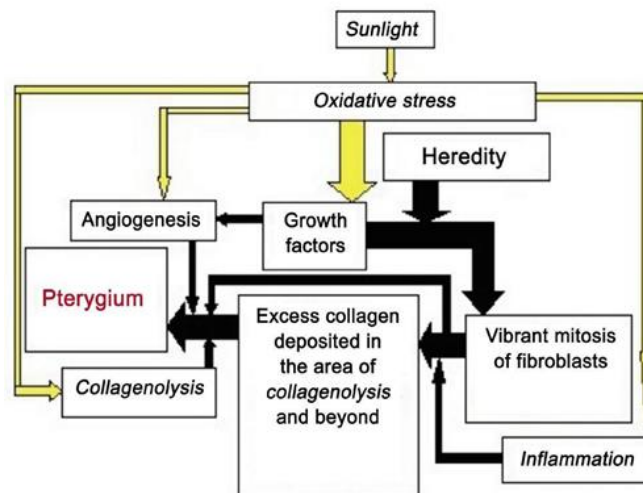 Sunlight
Oxidative stress
Heredity
Angiogenesis
Growth
factors
Pterygium
Excess collagen
deposited in
the area of
collagenolysis
and beyond
Vibrant mitosis
of fibroblasts
Collagenolysis
Inflammation